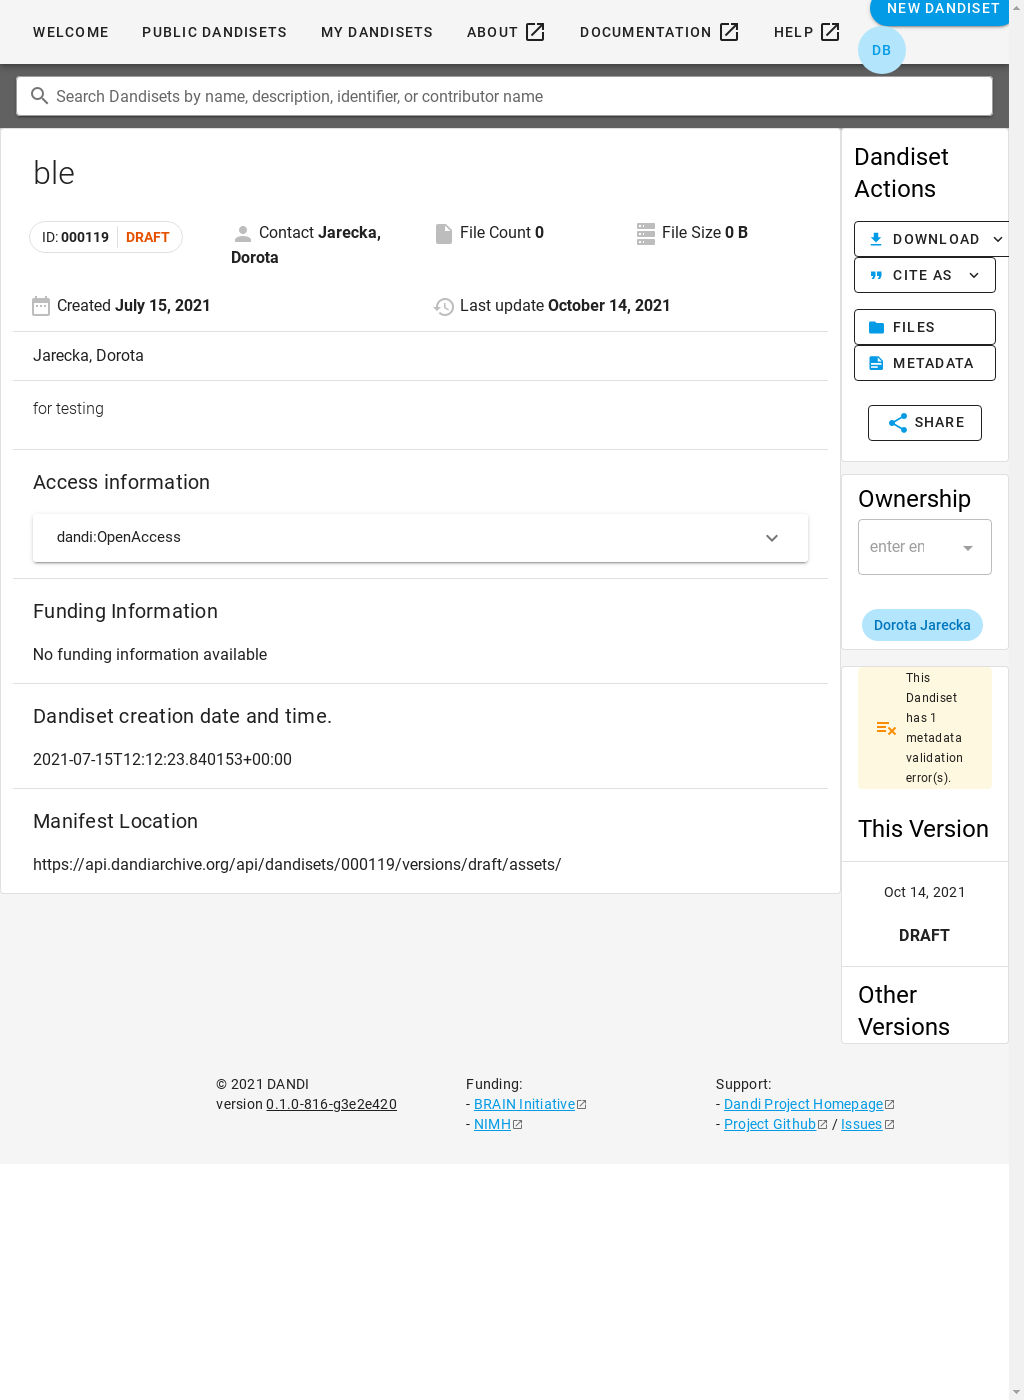 WELCOME
PUBLIC DANDISETS
MY DANDISETS
ABOUT
DOCUMENTATION
HELP
NEW DANDISET
DB
Search Dandisets by name, description, identifier, or contributor name
ble
ID: 000119
DRAFT
Contact Jarecka,
Dorota
File Count 0
File Size 0 B
Created July 15, 2021
Last update October 14, 2021
Jarecka, Dorota
for testing
Access information
dandi:OpenAccess
Funding Information
No funding information available
Dandiset creation date and time.
2021-07-15T12:12:23.840153+00:00
Manifest Location
https://api.dandiarchive.org/api/dandisets/000119/versions/draft/assets/
Dandiset
Actions
DOWNLOAD
CITE AS
FILES
METADATA
SHARE
Ownership
enter en
Dorota Jarecka
This
Dandiset
has 1
metadata
validation
error(s).
This Version
Oct 14, 2021
DRAFT
Other
Versions
© 2021 DANDI
version 0.1.0-816-g3e2e420
Funding:
- BRAIN Initiative
- NIMH
Support:
- Dandi Project Homepage
- Project Github / Issues